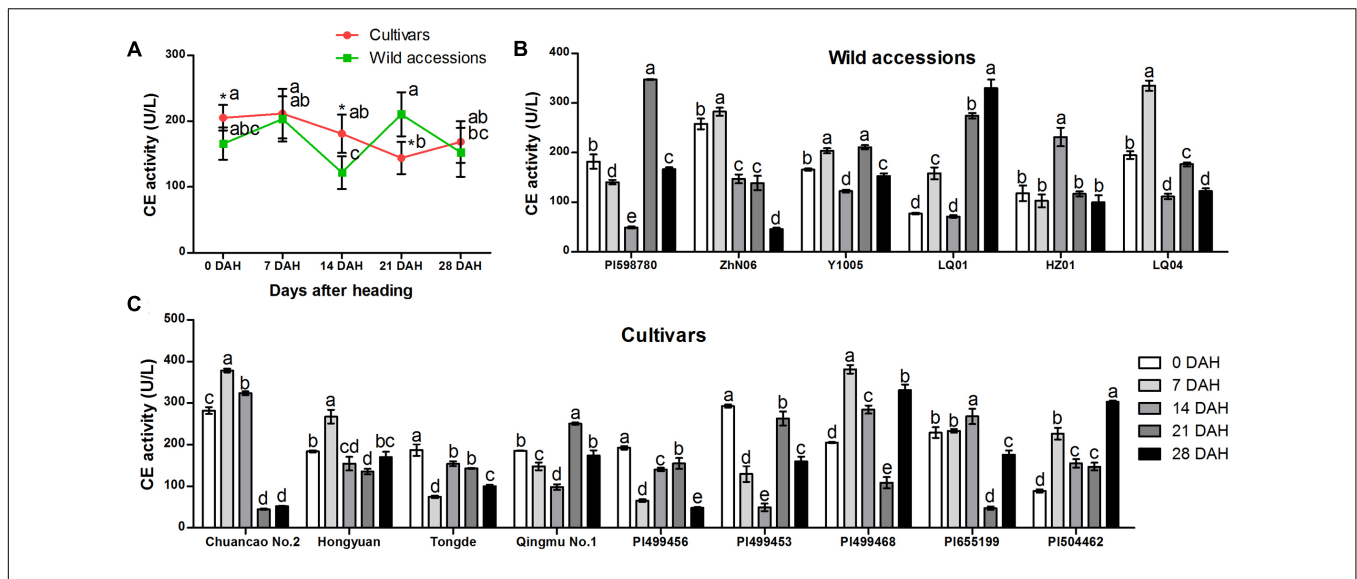 A
Cultivars
Wild accessions
CE activity (U/L)
300
200
100
0
* a
abc
a
ab
* ab
c
a
* b
ab
bc
0 DAH 7 DAH 14 DAH 21 DAH 28 DAH
Days after heading
B
Wild accessions
CE activity (U/L)
400
300
200
100
0
b d e a c
b a c c d
c a d a b
d c d b a
b b a b b
b a d c d
PI598780 ZhN06 Y1005 LQ01 HZ01 LQ04
C
Cultivars
CE activity (U/L)
500
400
300
200
100
0
c a b d d
b a cd d bc
a d b b c
b c d a b
a d c b e
a d e b c
d a c e b
b b a d c
d b c c a
Chuancao No.2 Hongyuan Tongde Qingmu No.1 PI499456 PI499453 PI499468 PI655199 PI504462
0 DAH
7 DAH
14 DAH
21 DAH
28 DAH